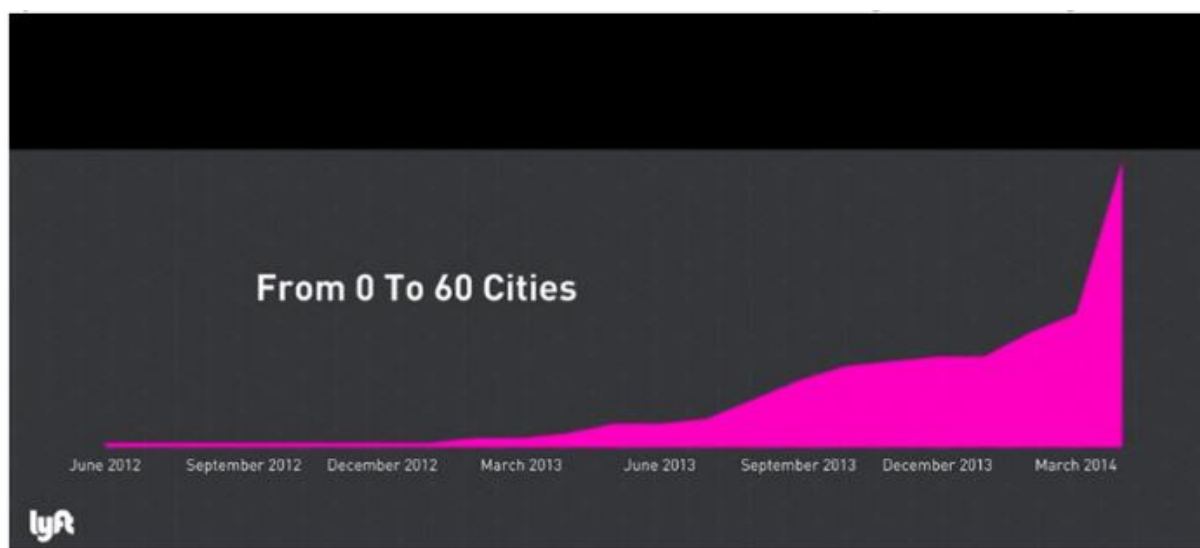 From 0 To 60 Cities
June 2012 September 2012 December 2012 March 2013 June 2013 September 2013 December 2013 March 2014
lyft